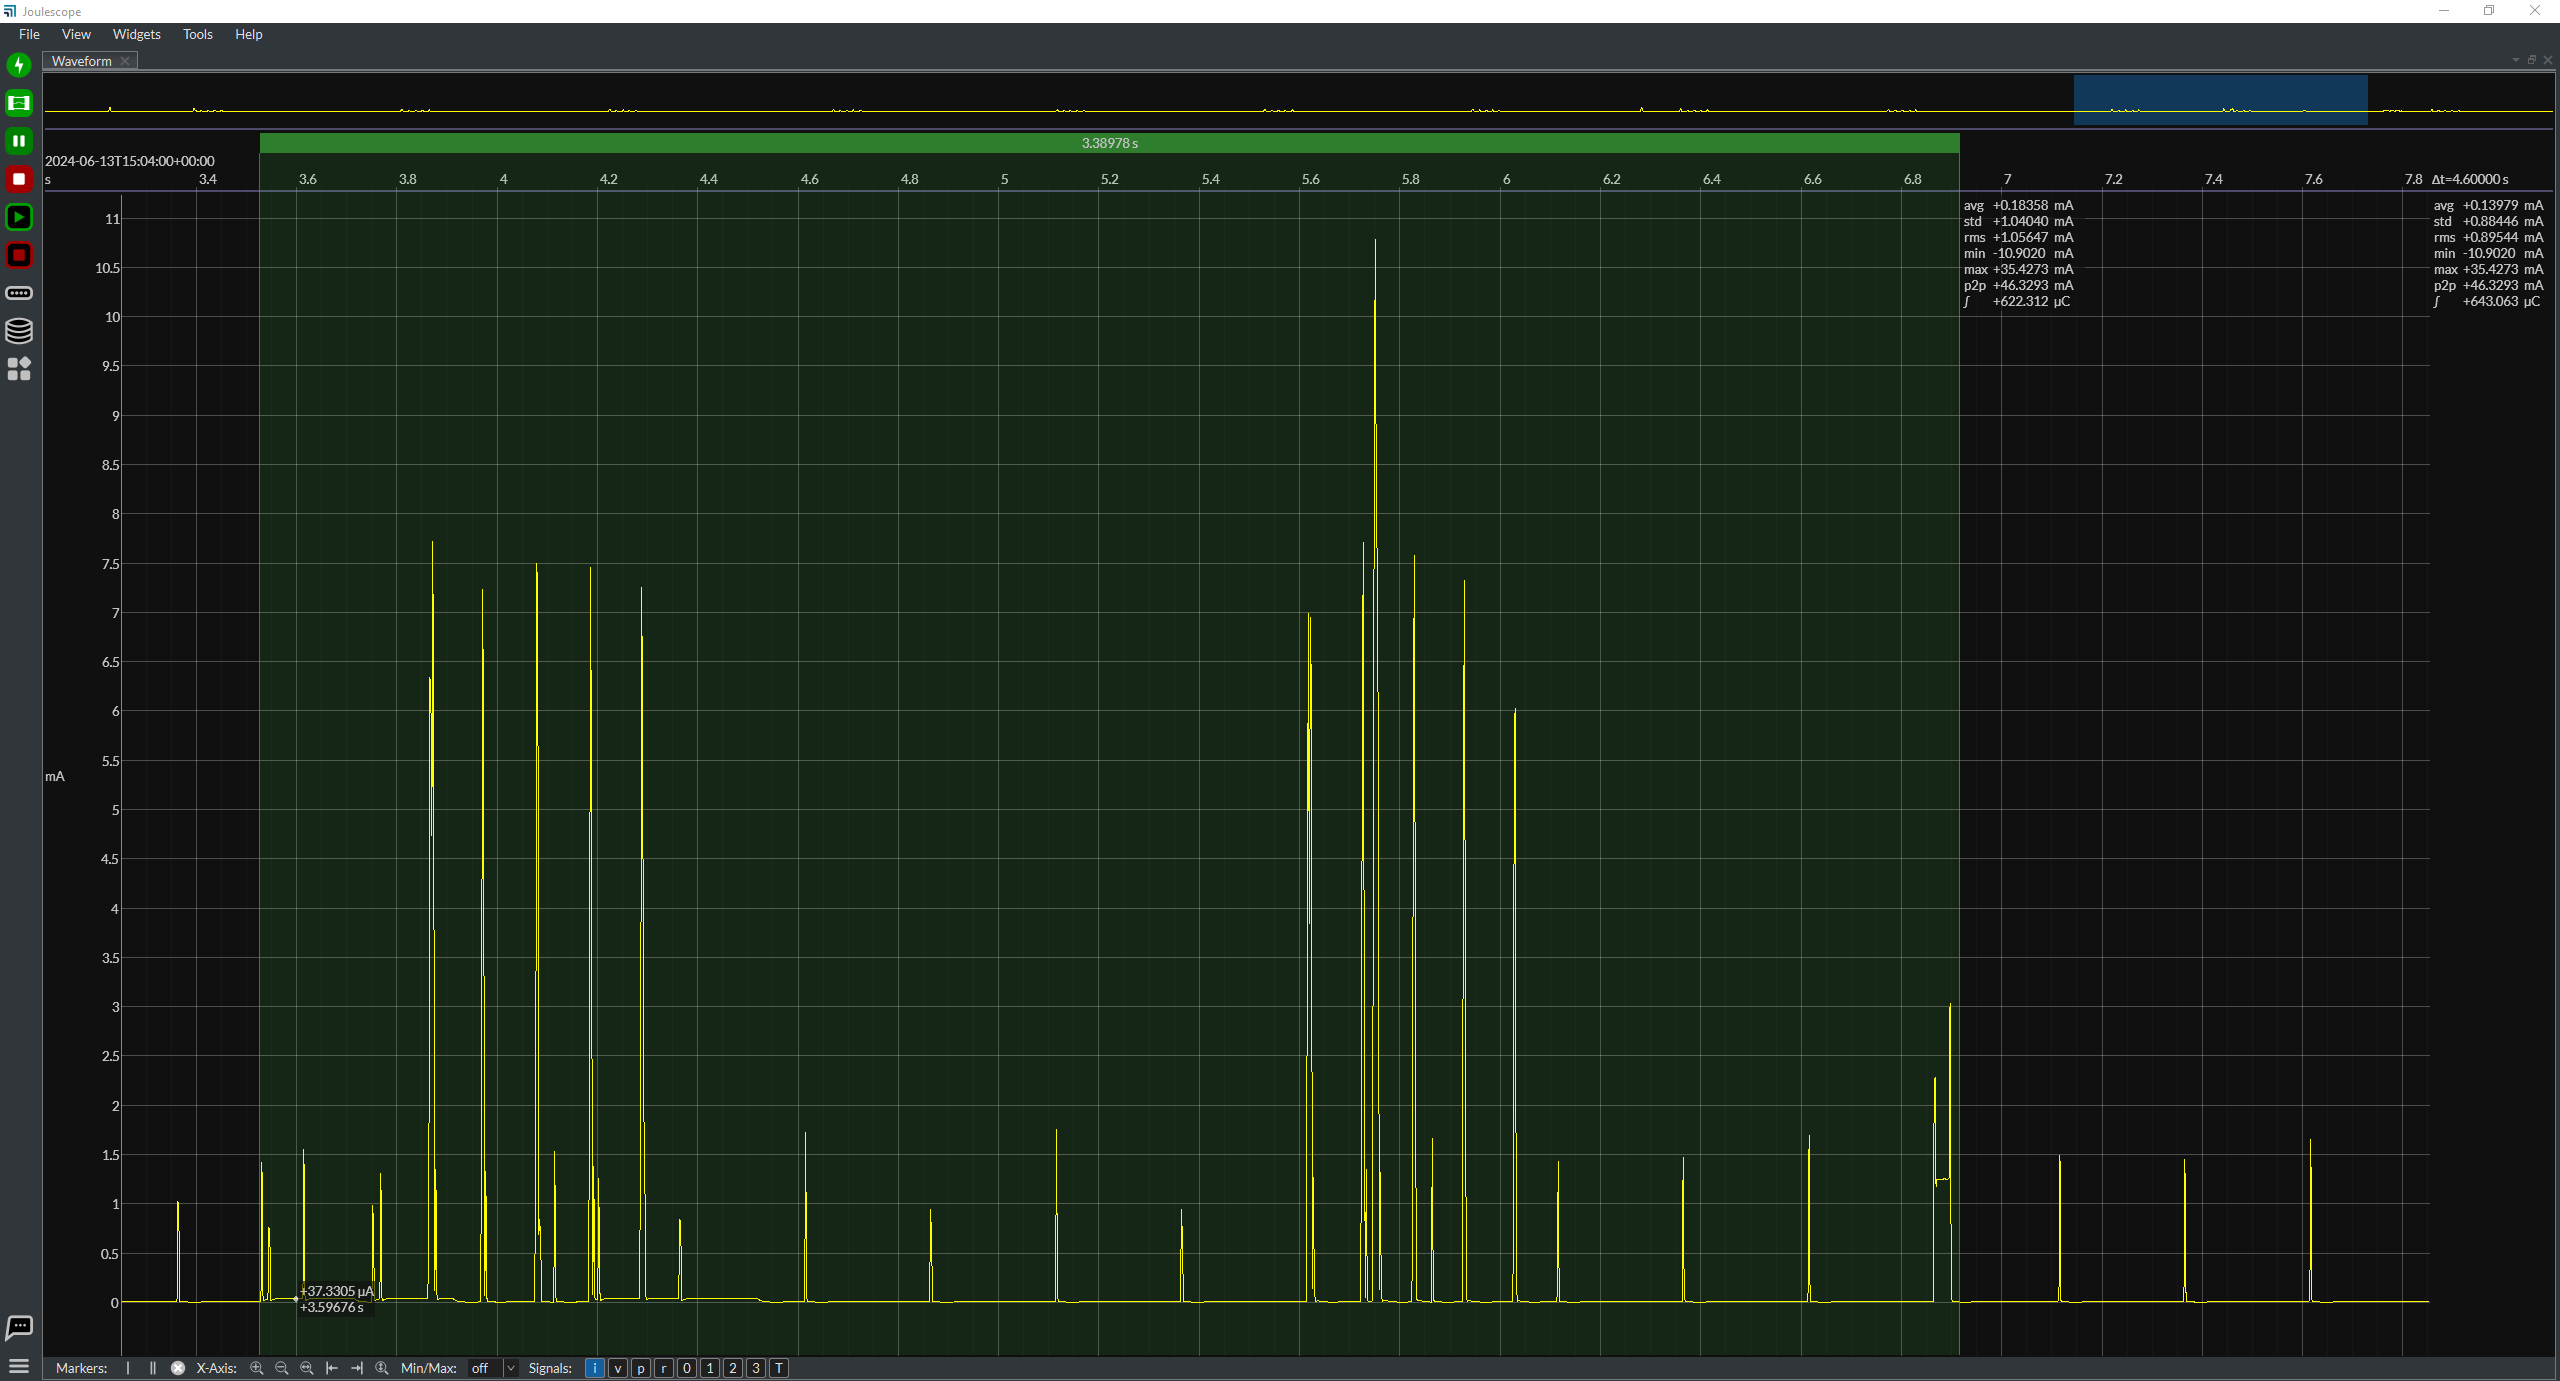 Joulescope
File View Widgets Tools Help
Waveform
3.38978 s
2024-06-13T15:04:00+00:00
s 3.4 3.6 3.8 4 4.2 4.4 4.6 4.8 5 5.2 5.4 5.6 5.8 6 6.2 6.4 6.6 6.8 7 7.2 7.4 7.6 7.8 Δt=4.60000 s
avg +0.18358 mA
std +1.04040 mA
rms +1.05647 mA
min -10.9020 mA
max +35.4273 mA
p2p +46.3293 mA
∫ +622.312 µC
avg +0.13979 mA
std +0.88446 mA
rms +0.89544 mA
min -10.9020 mA
max +35.4273 mA
p2p +46.3293 mA
∫ +643.063 µC
11
10.5
10
9.5
9
8.5
8
7.5
7
6.5
6
5.5
mA
5
4.5
4
3.5
3
2.5
2
1.5
1
0.5
0
+37.3305 µA
+3.59676 s
Markers: X-Axis: Min/Max: off Signals: i v p r 0 1 2 3 T